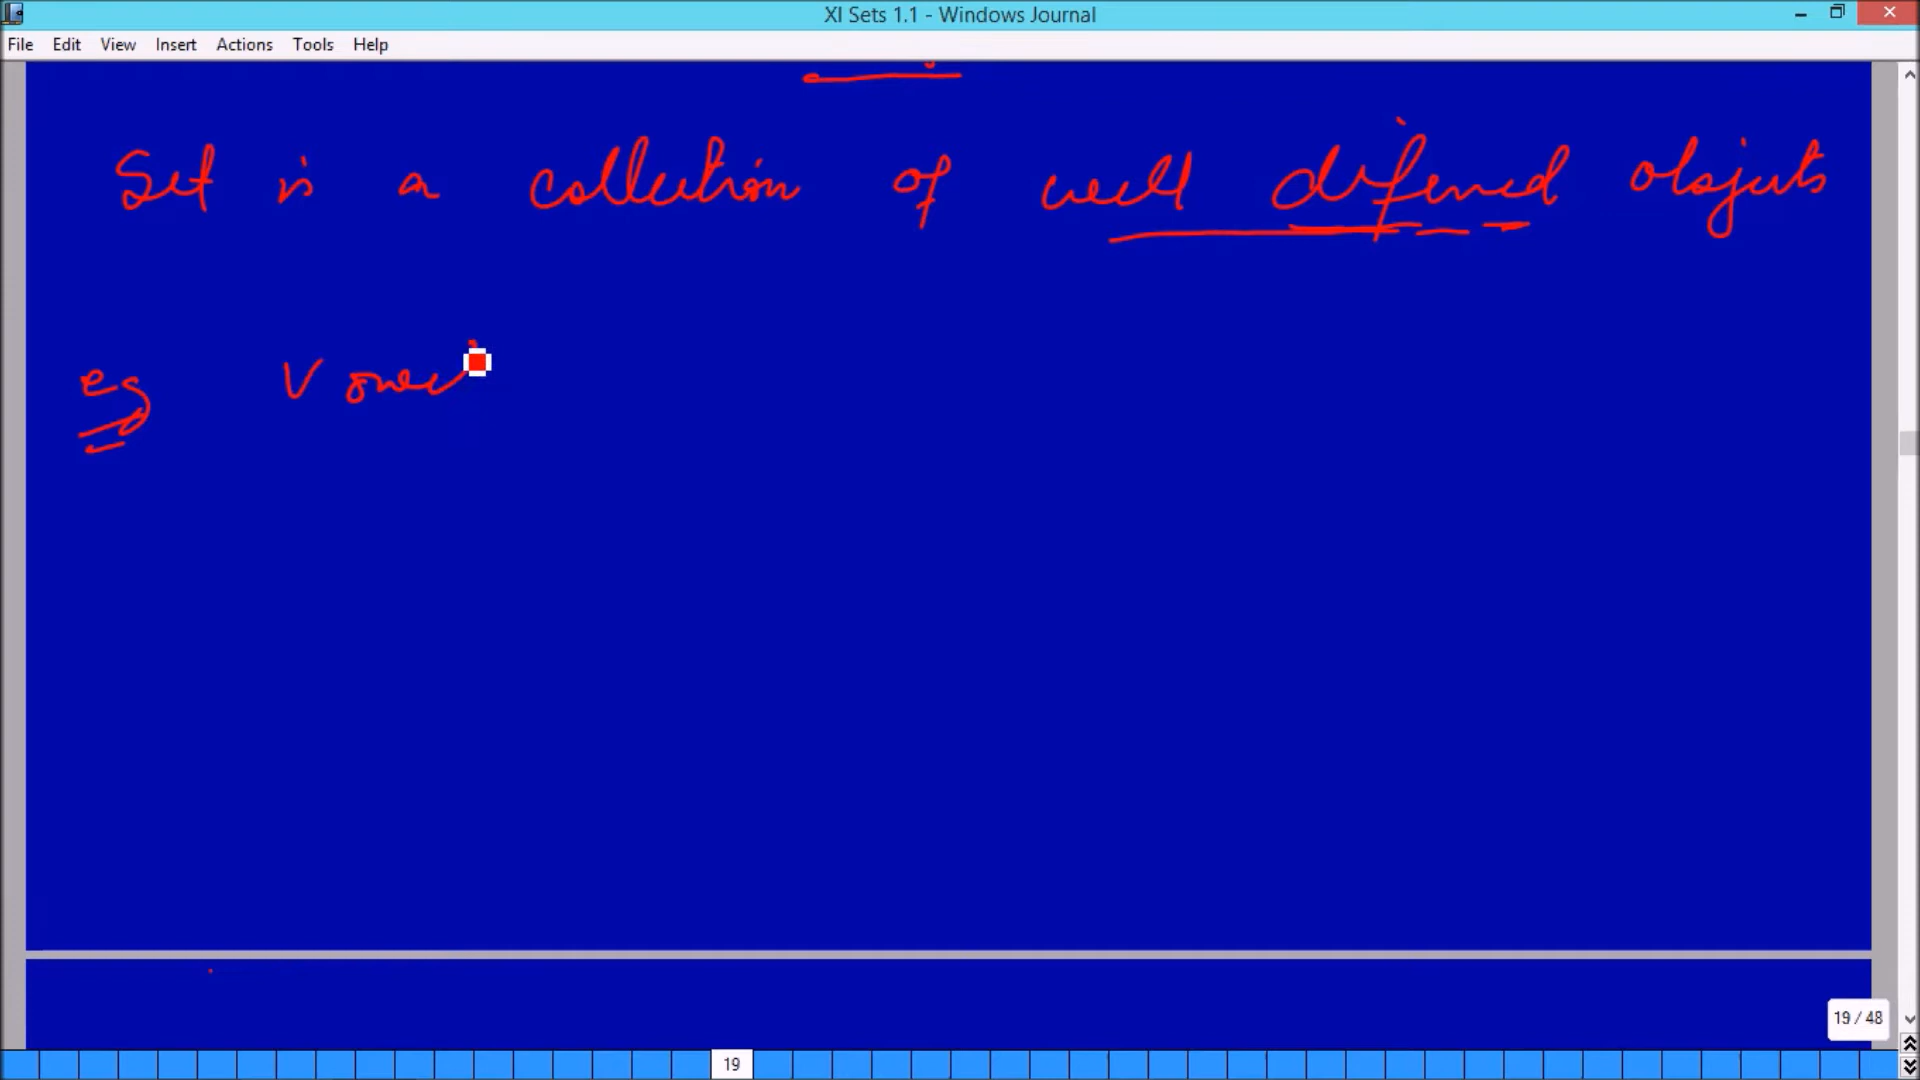 XI Sets 1.1 - Windows Journal
File Edit View Insert Actions Tools Help
Set is a collection of well defined objects
eg V
19 / 48
19